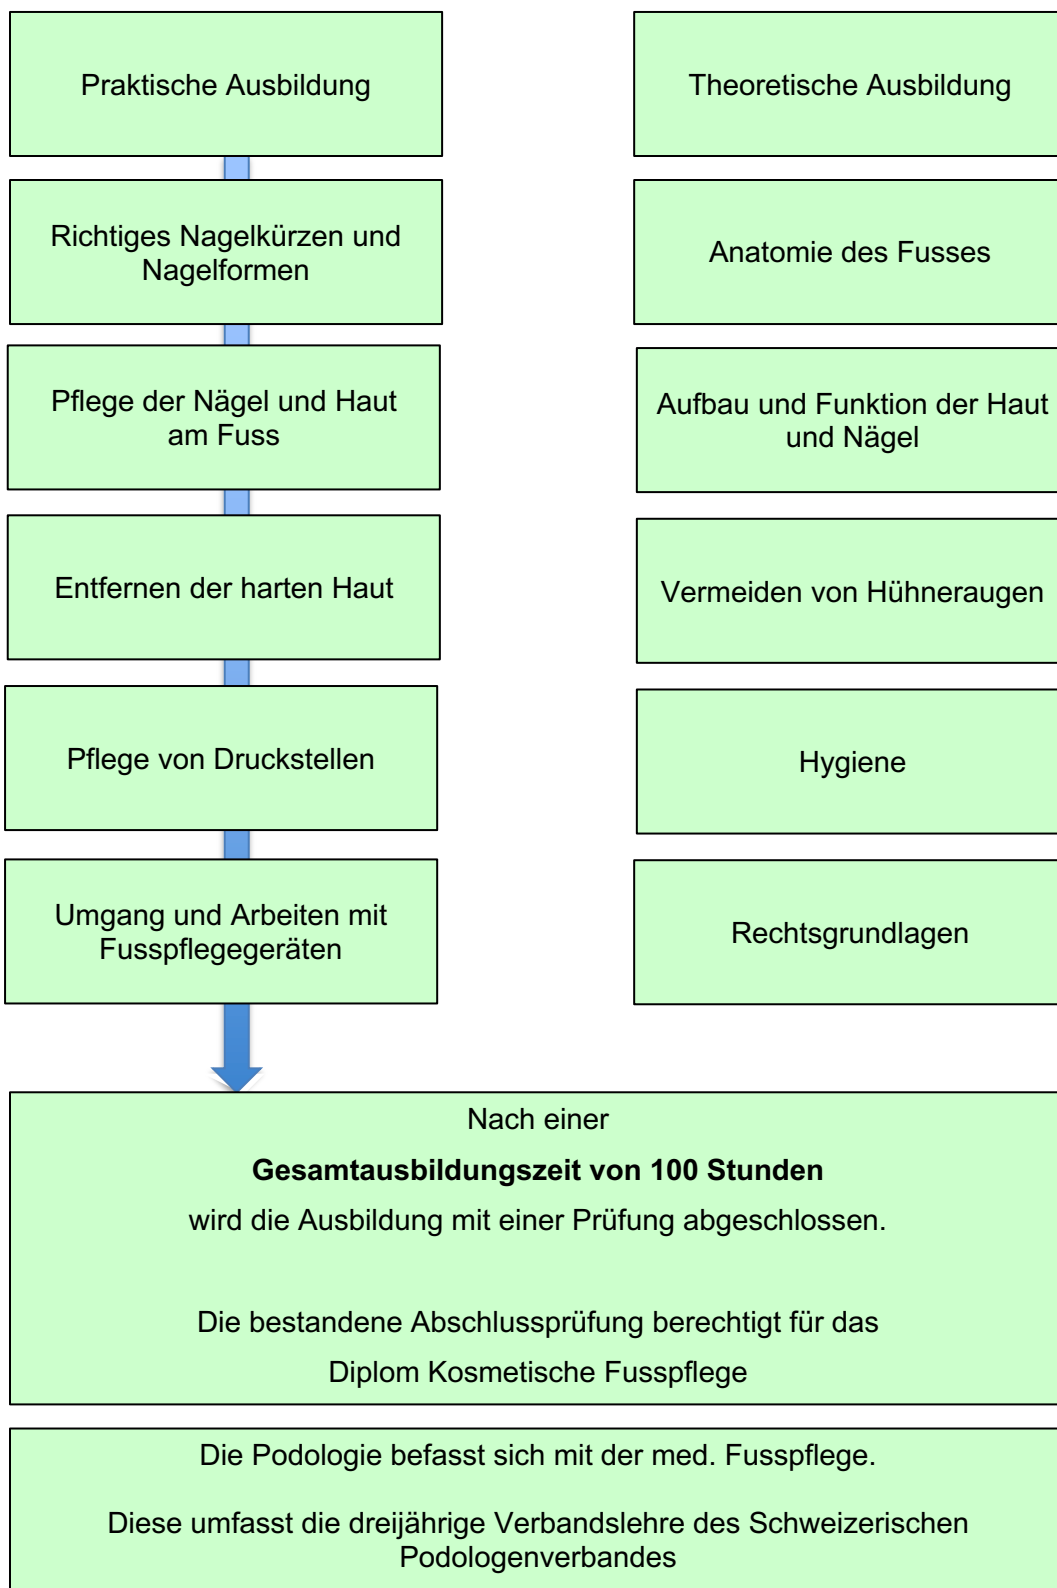 Praktische Ausbildung
Theoretische Ausbildung
Richtiges Nagelkürzen und
Nagelformen
Anatomie des Fusses
Pflege der Nägel und Haut
am Fuss
Aufbau und Funktion der Haut
und Nägel
Entfernen der harten Haut
Vermeiden von Hühneraugen
Pflege von Druckstellen
Hygiene
Umgang und Arbeiten mit
Fusspflegegeräten
Rechtsgrundlagen
Nach einer
Gesamtausbildungszeit von 100 Stunden
wird die Ausbildung mit einer Prüfung abgeschlossen.
Die bestandene Abschlussprüfung berechtigt für das
Diplom Kosmetische Fusspflege
Die Podologie befasst sich mit der med. Fusspflege.
Diese umfasst die dreijährige Verbandslehre des Schweizerischen
Podologenverbandes